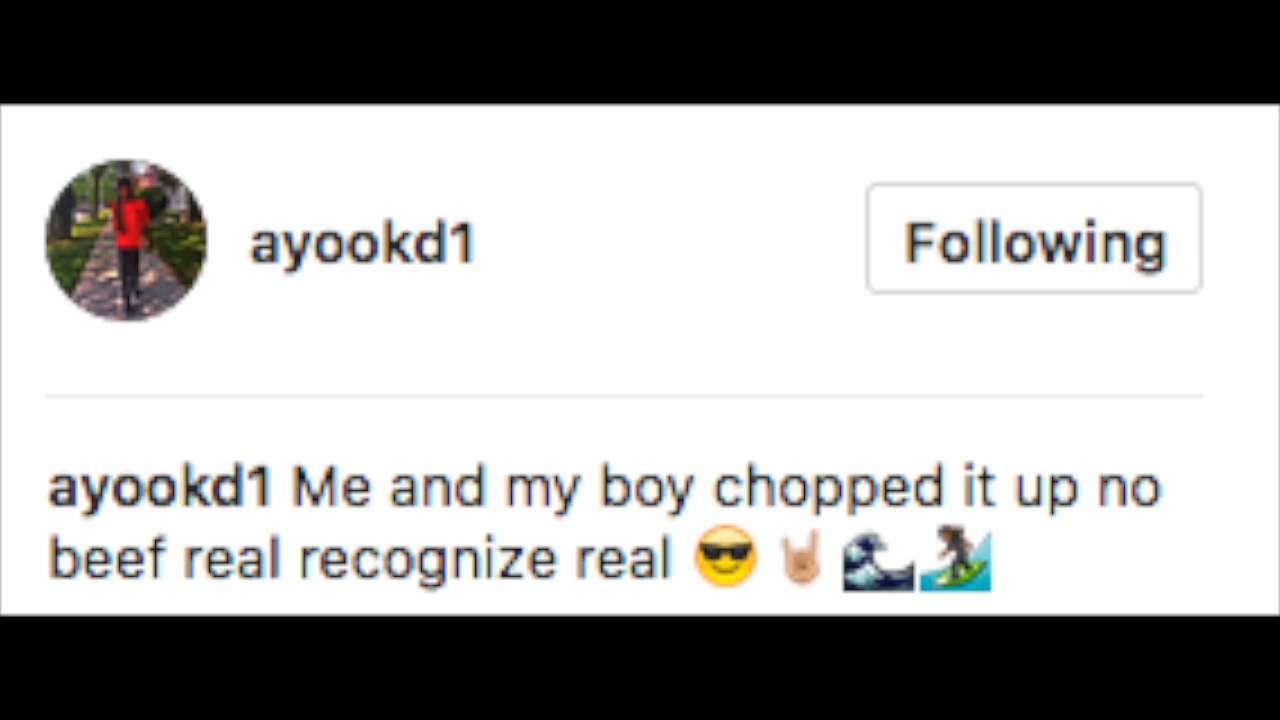 ayookd1
Following
ayookd1 Me and my boy chopped it up no
beef real recognize real 😎 🤘🏼 🌊🏄🏾